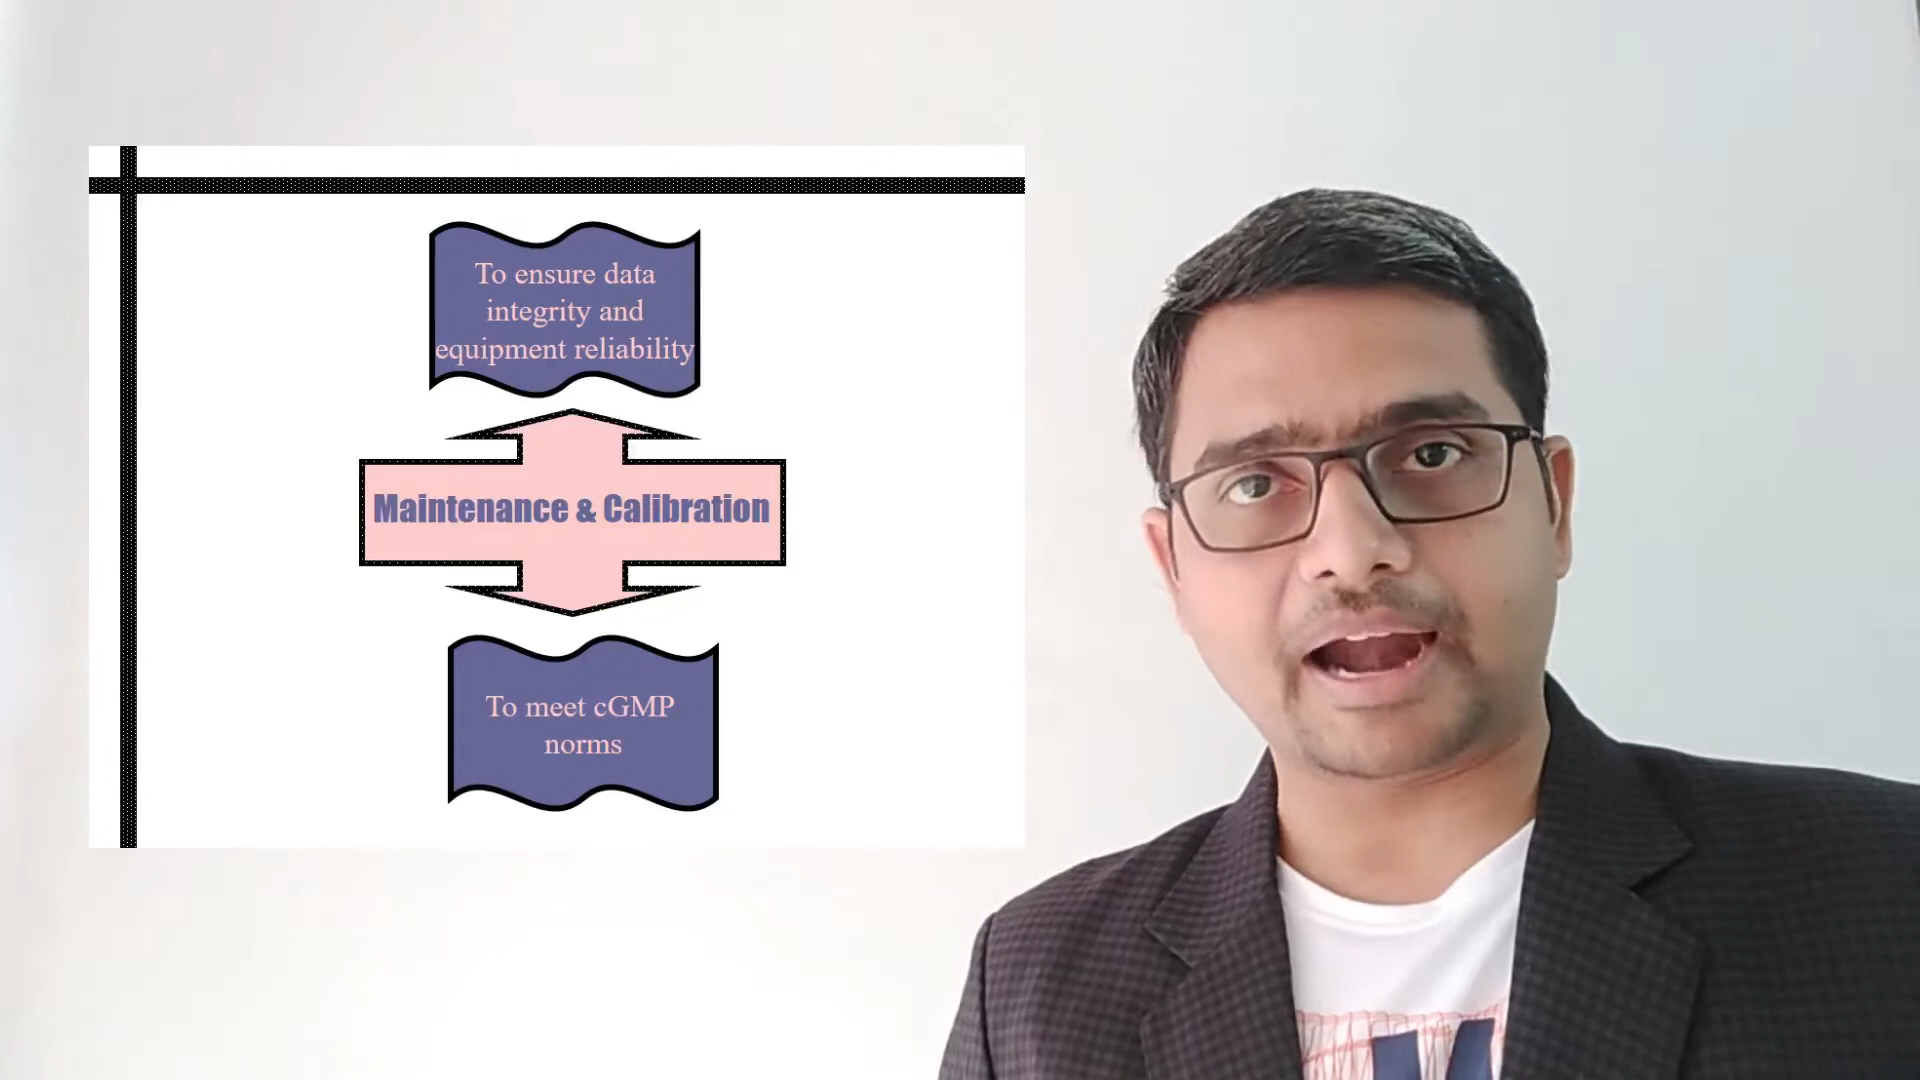 To ensure data
integrity and
equipment reliability
Maintenance & Calibration
To meet cGMP
norms